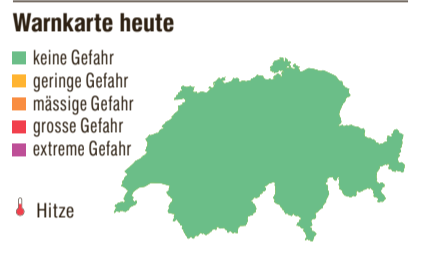 Warnkarte heute
keine Gefahr
geringe Gefahr
mässige Gefahr
grosse Gefahr
extreme Gefahr
Hitze